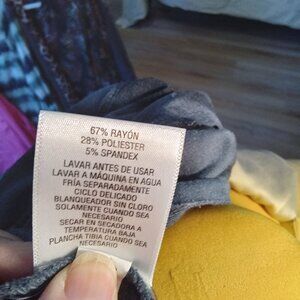 67% RAYÓN
28% POLIESTER
5% SPANDEX
LAVAR ANTES DE USAR
LAVAR A MÁQUINA EN AGUA
FRÍA SEPARADAMENTE
CICLO DELICADO
BLANQUEADOR SIN CLORO
SOLAMENTE CUANDO SEA
NECESARIO
SECAR EN SECADORA A
TEMPERATURA BAJA
PLANCHA TIBIA CUANDO SEA
NECESARIO